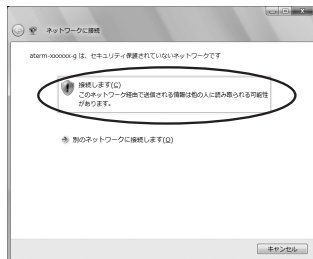 ネットワークに接続
aterm-xxxxxx-g は、セキュリティ保護されていないネットワークです
接続します(C)
このネットワーク経由で送信される情報は他の人に読み取られる可能性
があります。
別のネットワークに接続します(O)
キャンセル